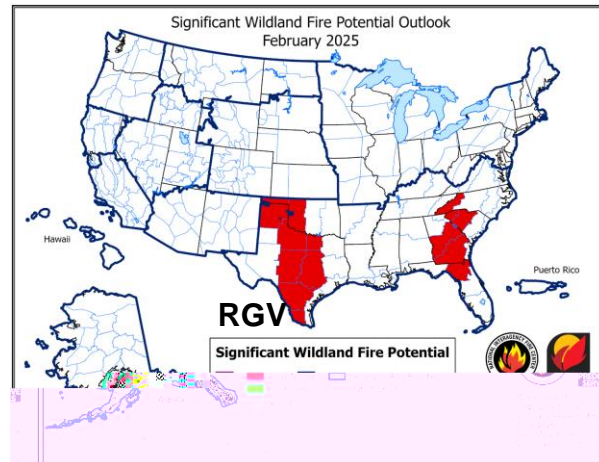 Significant Wildland Fire Potential Outlook
February 2025
Hawaii
Puerto Rico
RGV
Significant Wildland Fire Potential